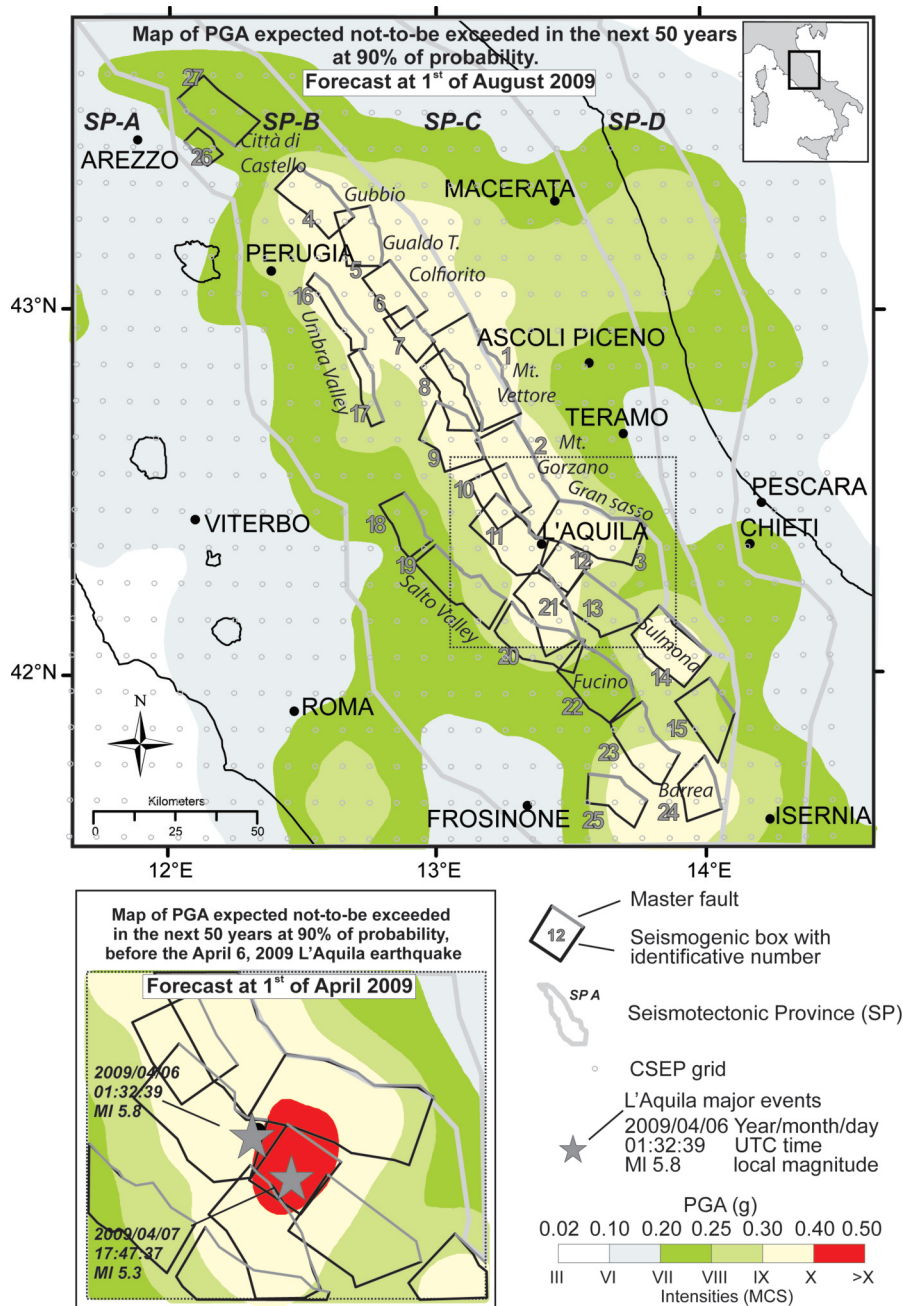 Map of PGA expected not-to-be exceeded in the next 50 years
at 90% of probability.
Forecast at 1st of August 2009
27
SP-A
SP-B
SP-C
SP-D
AREZZO
26
Città di
Castello
4
Gubbio
MACERATA
PERUGIA
5
Gualdo T.
Colfiorito
43°N
43°N
16
6
Umbra Valley
7
ASCOLI PICENO
1
Mt.
Vettore
8
17
TERAMO
9
2
Mt.
Gorzano
10
Gran sasso
PESCARA
VITERBO
18
11
L'AQUILA
CHIETI
19
12
3
Salto Valley
21
13
Sulmona
42°N
42°N
20
14
Fucino
22
ROMA
15
23
N
Barrea
Kilometers
0 25 50
FROSINONE
25
24
ISERNIA
12°E
13°E
14°E
Map of PGA expected not-to-be exceeded
in the next 50 years at 90% of probability,
before the April 6, 2009 L'Aquila earthquake
Forecast at 1st of April 2009
2009/04/06
01:32:39
Ml 5.8
2009/04/07
17:47:37
Ml 5.3
Master fault
12
Seismogenic box with
identificative number
SP A
Seismotectonic Province (SP)
CSEP grid
L'Aquila major events
2009/04/06 Year/month/day
01:32:39 UTC time
Ml 5.8 local magnitude
PGA (g)
0.02 0.10 0.20 0.25 0.30 0.40 0.50
III VI VII VIII IX X >X
Intensities (MCS)